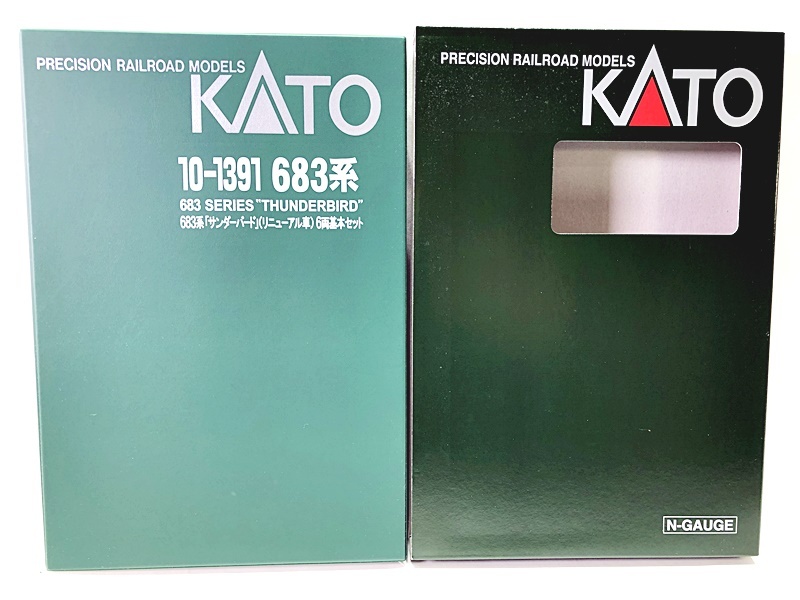 PRECISION RAILROAD MODELS
KATO
10-1391 683系
683 SERIES "THUNDERBIRD"
683系「サンダーバード」(リニューアル車) 6両基本セット
PRECISION RAILROAD MODELS
KATO
N-GAUGE